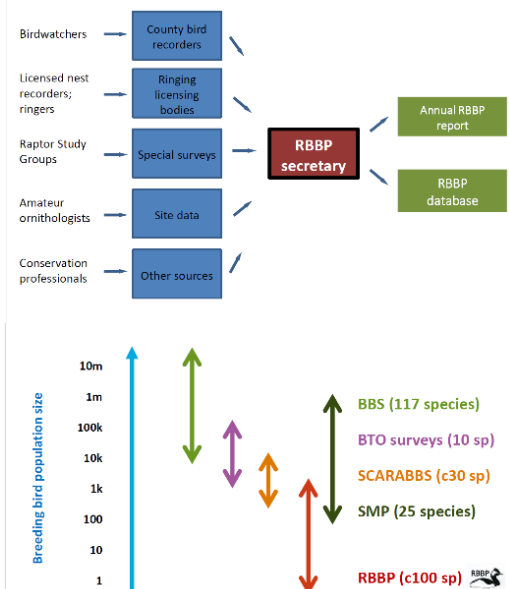 Birdwatchers
County bird
recorders
Licensed nest
recorders;
ringers
Ringing
licensing
bodies
Raptor Study
Groups
Special surveys
Amateur
ornithologists
Site data
Conservation
professionals
Other sources
RBBP
secretary
Annual RBBP
report
RBBP
database
Breeding bird population size
10m
1m
100k
10k
1k
100
10
1
BBS (117 species)
BTO surveys (10 sp)
SCARABBS (c30 sp)
SMP (25 species)
RBBP (c100 sp)
RBBP